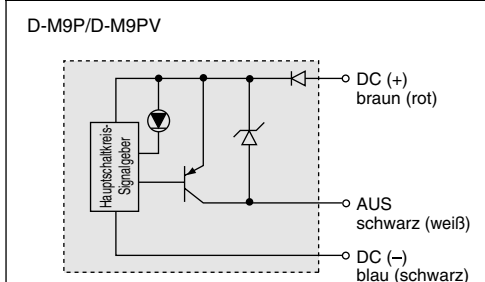 D-M9P/D-M9PV
DC (+)
braun (rot)
Hauptschaltkreis-
Signalgeber
AUS
schwarz (weiß)
DC (–)
blau (schwarz)